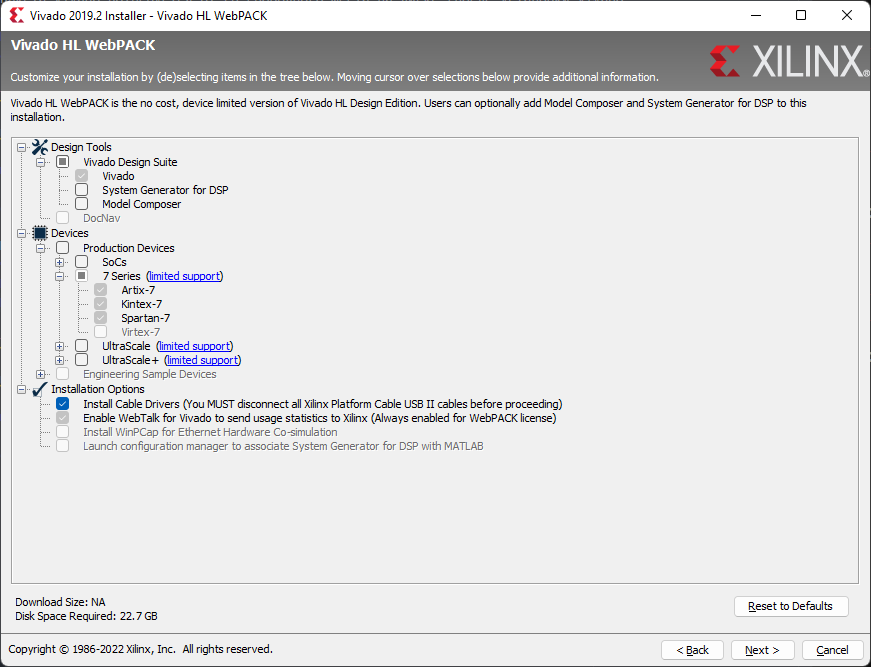 Vivado 2019.2 Installer - Vivado HL WebPACK
Vivado HL WebPACK
Customize your installation by (de)selecting items in the tree below. Moving cursor over selections below provide additional information.
XILINX®
Vivado HL WebPACK is the no cost, device limited version of Vivado HL Design Edition. Users can optionally add Model Composer and System Generator for DSP to this
installation.
Design Tools
Vivado Design Suite
Vivado
System Generator for DSP
Model Composer
DocNav
Devices
Production Devices
SoCs
7 Series (limited support)
Artix-7
Kintex-7
Spartan-7
Virtex-7
UltraScale (limited support)
UltraScale+ (limited support)
Engineering Sample Devices
Installation Options
Install Cable Drivers (You MUST disconnect all Xilinx Platform Cable USB II cables before proceeding)
Enable WebTalk for Vivado to send usage statistics to Xilinx (Always enabled for WebPACK license)
Install WinPCap for Ethernet Hardware Co-simulation
Launch configuration manager to associate System Generator for DSP with MATLAB
Download Size: NA
Disk Space Required: 22.7 GB
Reset to Defaults
Copyright © 1986-2022 Xilinx, Inc.  All rights reserved.
< Back
Next >
Cancel